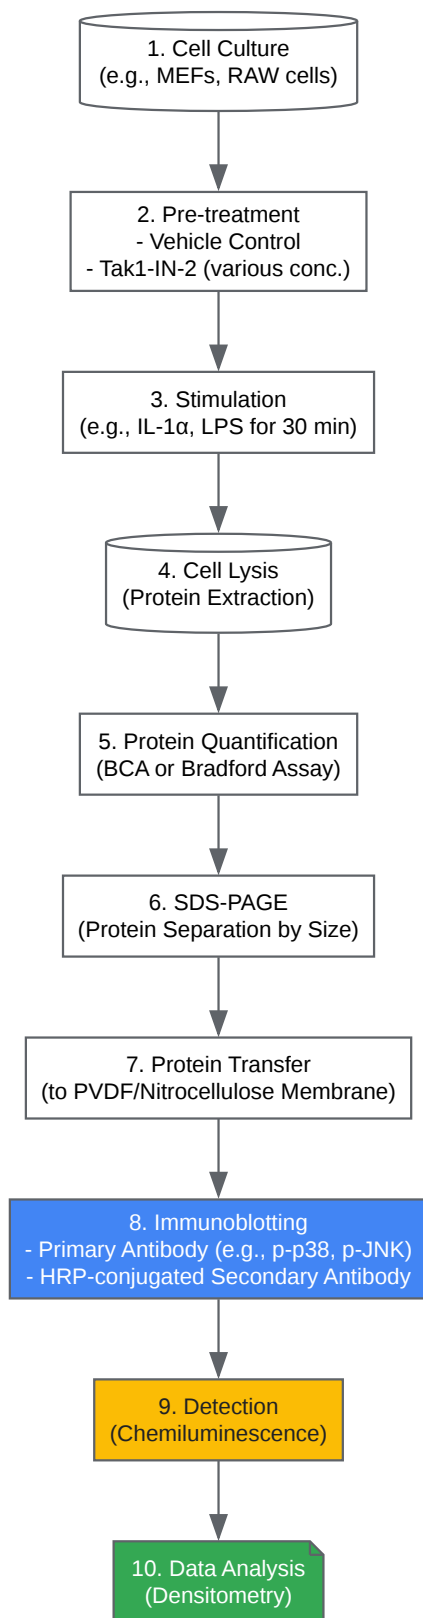 1. Cell Culture
(e.g., MEFs, RAW cells)
2. Pre-treatment
- Vehicle Control
- Tak1-IN-2 (various conc.)
3. Stimulation
(e.g., IL-1α, LPS for 30 min)
4. Cell Lysis
(Protein Extraction)
5. Protein Quantification
(BCA or Bradford Assay)
6. SDS-PAGE
(Protein Separation by Size)
7. Protein Transfer
(to PVDF/Nitrocellulose Membrane)
8. Immunoblotting
- Primary Antibody (e.g., p-p38, p-JNK)
- HRP-conjugated Secondary Antibody
9. Detection
(Chemiluminescence)
10. Data Analysis
(Densitometry)